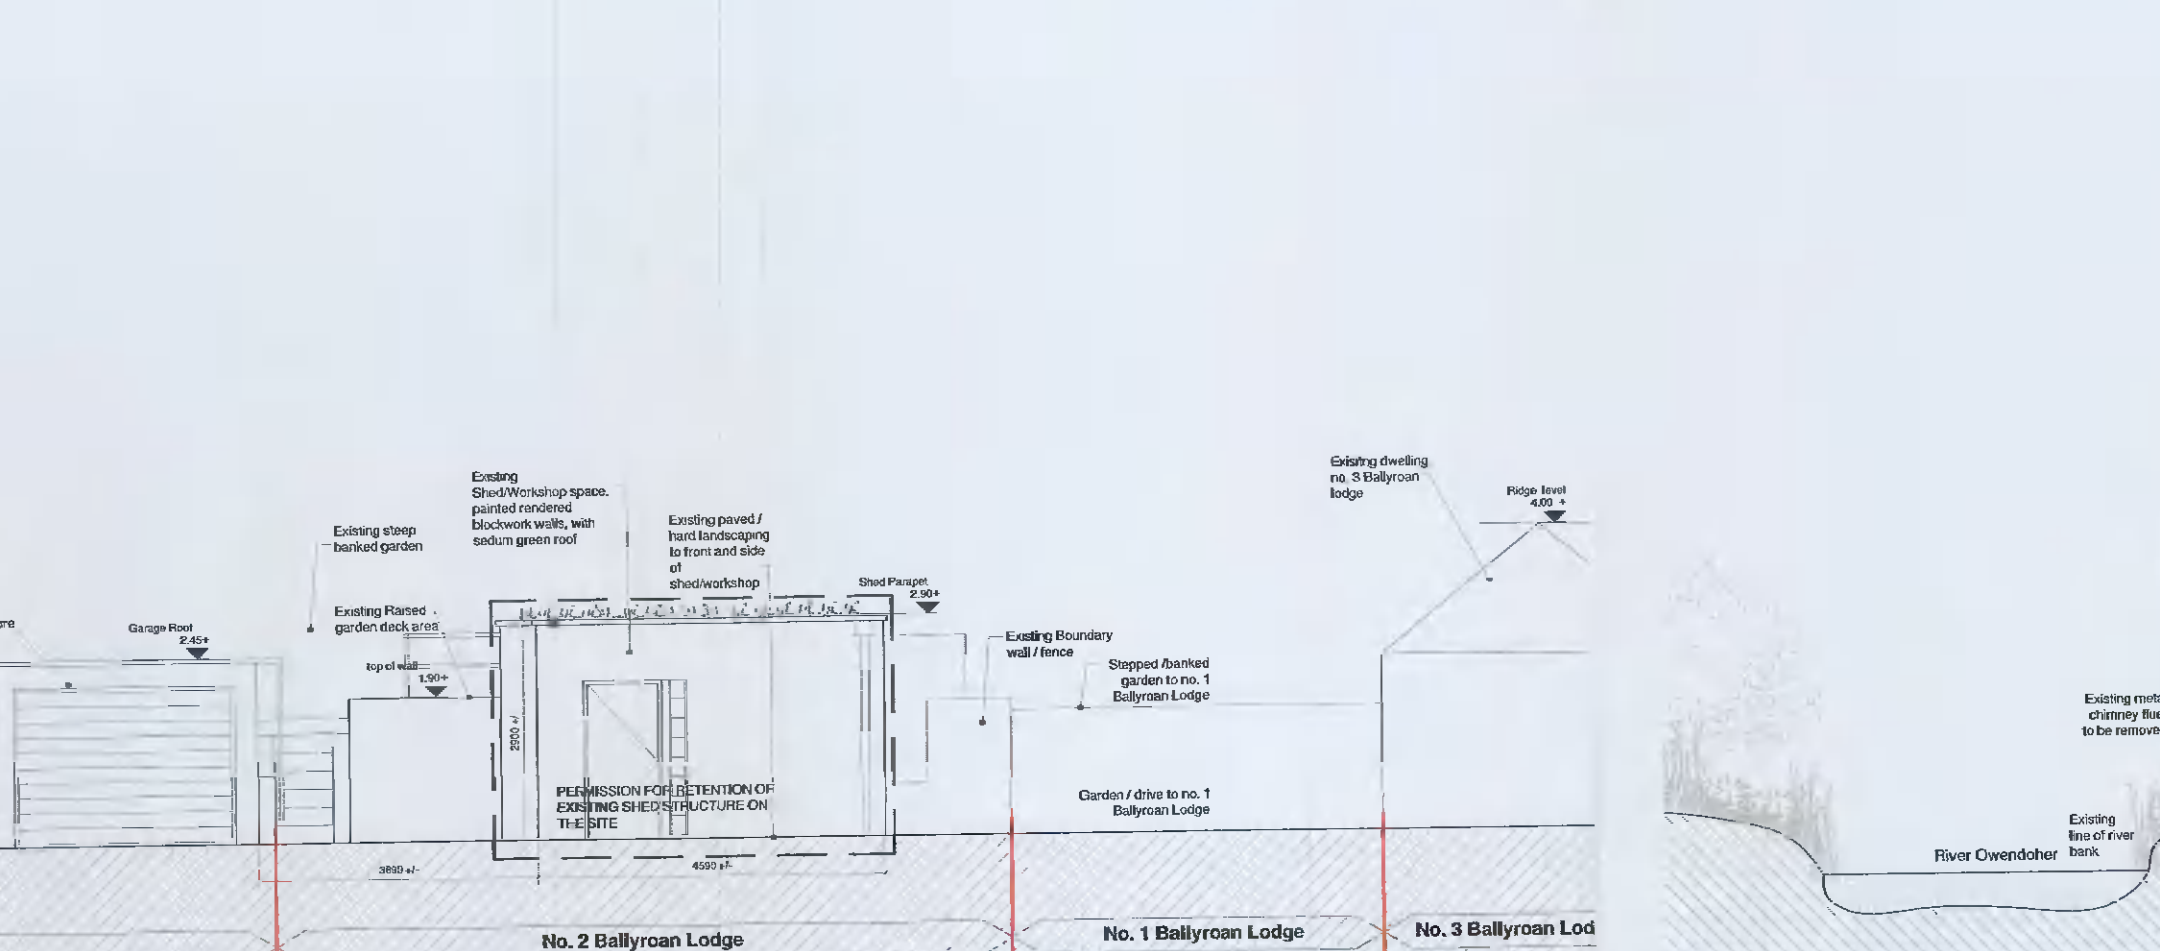 Existing
Shed/Workshop space.
painted rendered
blockwork walls, with
sedum green roof
Existing steep
banked garden
Existing paved /
hard landscaping
to front and side
of
shed/workshop
Exisitng dwelling
no. 3 Ballyroan
lodge
Ridge level
4.00 +
Shed Parapet
2.90+
Existing Raised
garden deck area
Garage Roof
2.45+
top of wall
1.90+
Existing Boundary
wall / fence
Stepped /banked
garden to no. 1
Ballyroan Lodge
2900 +/
PERMISSION FOR RETENTION OF
EXISTING SHED STRUCTURE ON
THE SITE
Garden / drive to no. 1
Ballyroan Lodge
Existing meta
chimney flue
to be remove
Existing
line of river
bank
River Owendoher
4590 +/-
No. 2 Ballyroan Lodge
No. 1 Ballyroan Lodge
No. 3 Ballyroan Lod